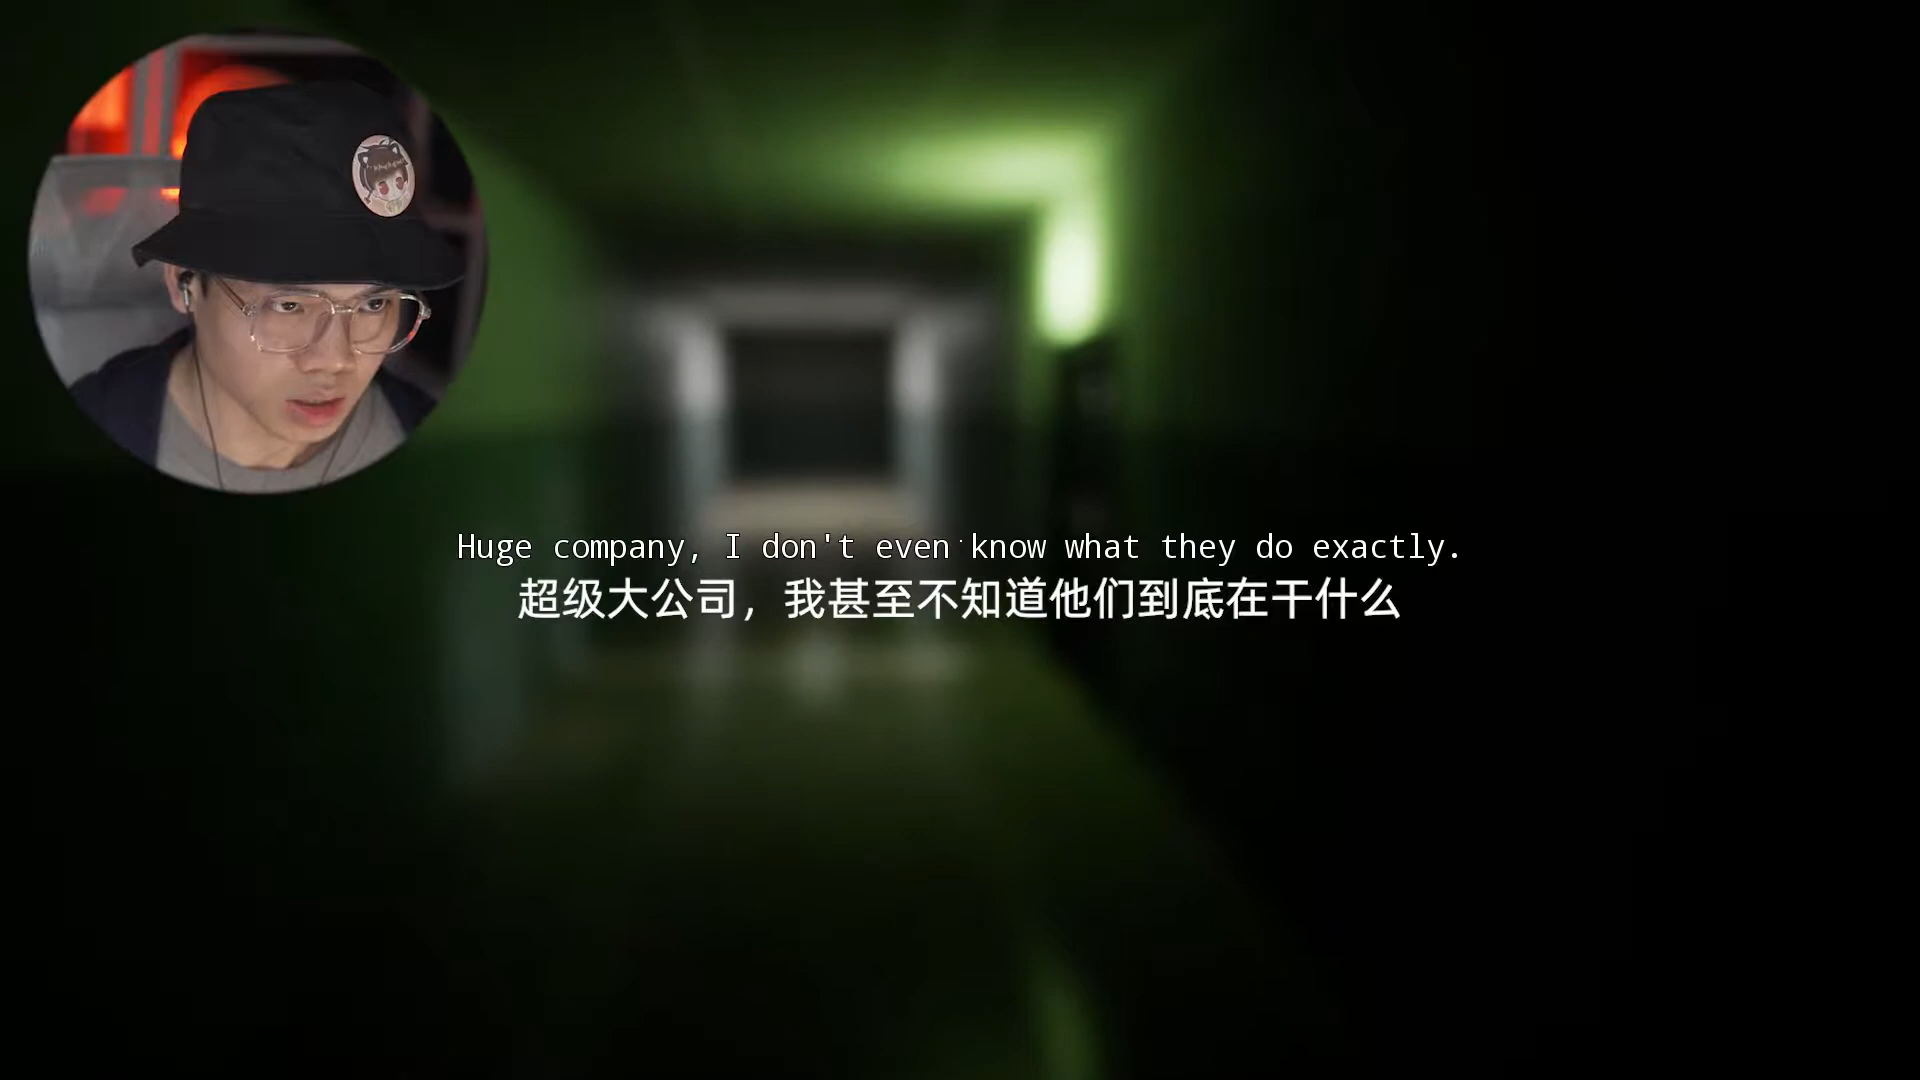 Huge company, I don't even know what they do exactly.
超级大公司，我甚至不知道他们到底在干什么